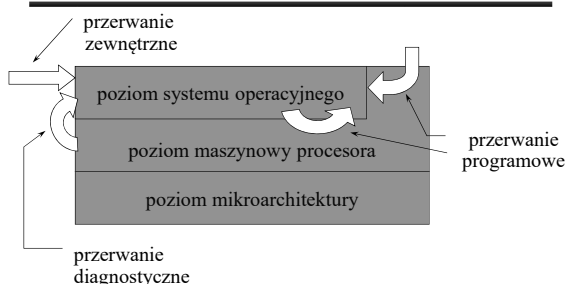 przerwanie
zewnętrzne
poziom systemu operacyjnego
przerwanie
programowe
poziom maszynowy procesora
poziom mikroarchitektury
przerwanie
diagnostyczne